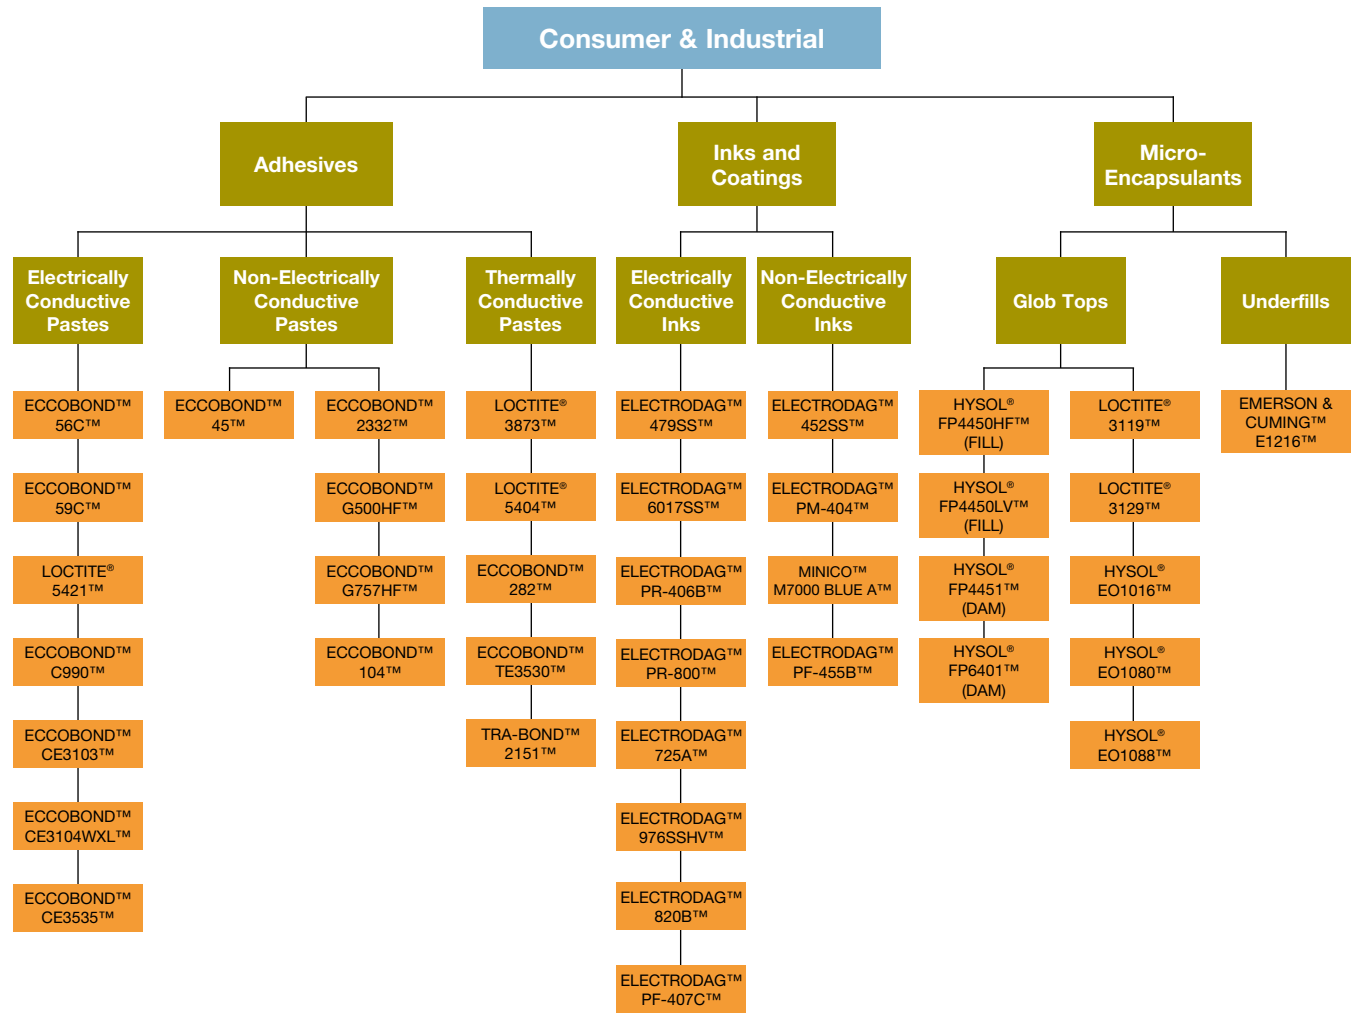 Consumer & Industrial
Adhesives
Inks and
Coatings
Micro-
Encapsulants
Electrically
Conductive
Pastes
Non-Electrically
Conductive
Pastes
Thermally
Conductive
Pastes
Electrically
Conductive
Inks
Non-Electrically
Conductive
Inks
Glob Tops
Underfills
ECCOBOND™
56C™
ECCOBOND™
59C™
LOCTITE®
5421™
ECCOBOND™
C990™
ECCOBOND™
CE3103™
ECCOBOND™
CE3104WXL™
ECCOBOND™
CE3535™
ECCOBOND™
45™
ECCOBOND™
2332™
ECCOBOND™
G500HF™
ECCOBOND™
G757HF™
ECCOBOND™
104™
LOCTITE®
3873™
LOCTITE®
5404™
ECCOBOND™
282™
ECCOBOND™
TE3530™
TRA-BOND™
2151™
ELECTRODAG™
479SS™
ELECTRODAG™
6017SS™
ELECTRODAG™
PR-406B™
ELECTRODAG™
PR-800™
ELECTRODAG™
725A™
ELECTRODAG™
976SSHV™
ELECTRODAG™
820B™
ELECTRODAG™
PF-407C™
ELECTRODAG™
452SS™
ELECTRODAG™
PM-404™
MINICO™
M7000 BLUE A™
ELECTRODAG™
PF-455B™
HYSOL®
FP4450HF™
(FILL)
HYSOL®
FP4450LV™
(FILL)
HYSOL®
FP4451™
(DAM)
HYSOL®
FP6401™
(DAM)
LOCTITE®
3119™
LOCTITE®
3129™
HYSOL®
EO1016™
HYSOL®
EO1080™
HYSOL®
EO1088™
EMERSON &
CUMING™
E1216™